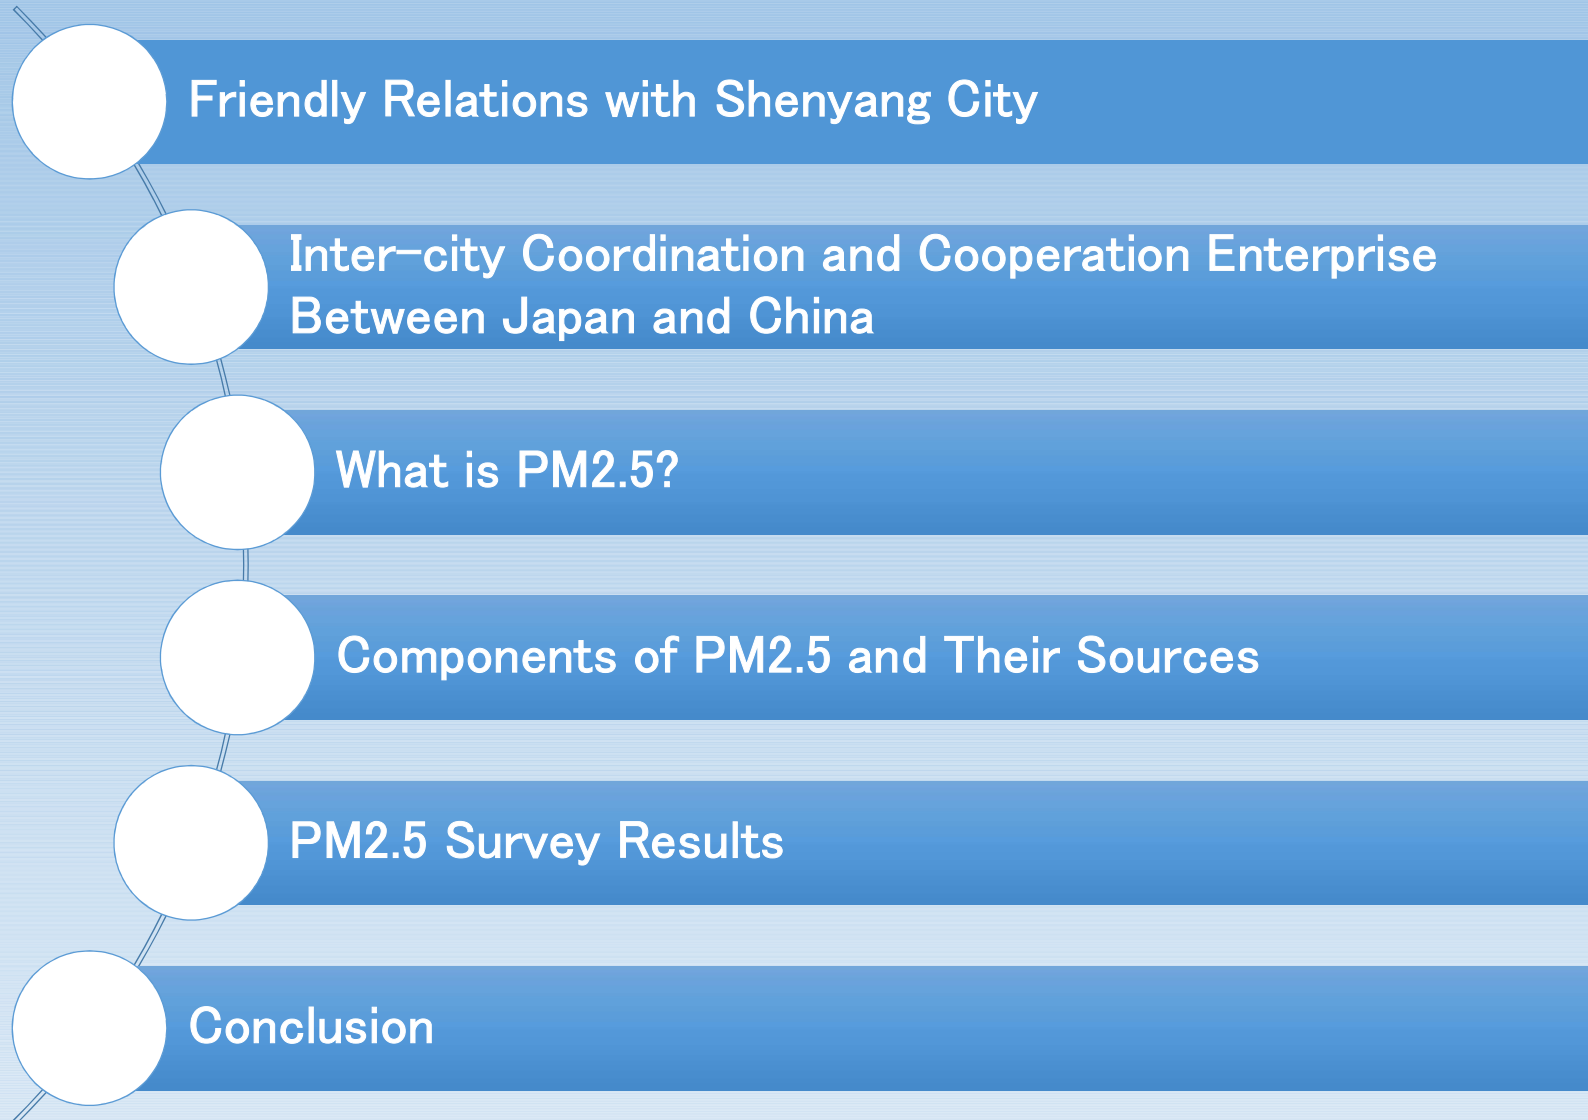 Friendly Relations with Shenyang City
Inter-city Coordination and Cooperation Enterprise
Between Japan and China
What is PM2.5?
Components of PM2.5 and Their Sources
PM2.5 Survey Results
Conclusion